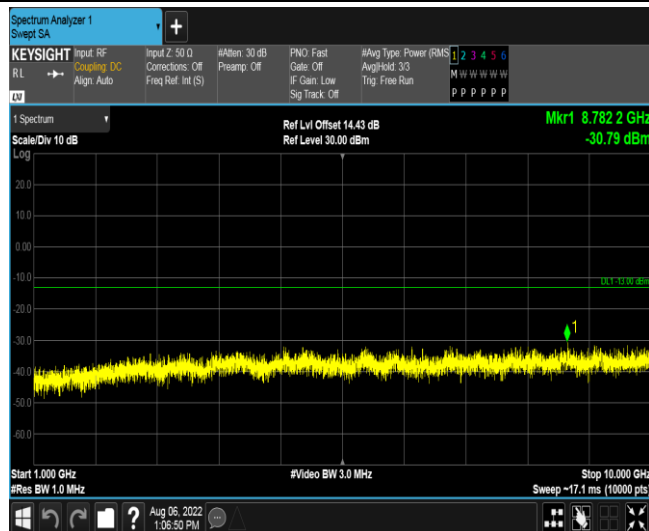 Spectrum Analyzer 1
Swept SA
+
KEYSIGHT
RL
Input: RF
Coupling: DC
Align: Auto
Input Z: 50 Ω
Corrections: Off
Freq Ref: Int (S)
#Atten: 30 dB
Preamp: Off
PNO: Fast
Gate: Off
IF Gain: Low
Sig Track: Off
#Avg Type: Power (RMS
Avg|Hold: 3/3
Trig: Free Run
1 2 3 4 5 6
M W W W W W
P P P P P P
1 Spectrum
Scale/Div 10 dB
Log
Ref Lvl Offset 14.43 dB
Ref Level 30.00 dBm
Mkr1 8.782 2 GHz
-30.79 dBm
20.0
10.0
0.00
-10.0
DL1 -13.00 dBm
-20.0
-30.0
1
-40.0
-50.0
-60.0
Start 1.000 GHz
#Res BW 1.0 MHz
#Video BW 3.0 MHz
Stop 10.000 GHz
Sweep ~17.1 ms (10000 pts)
?
Aug 06, 2022
1:06:50 PM